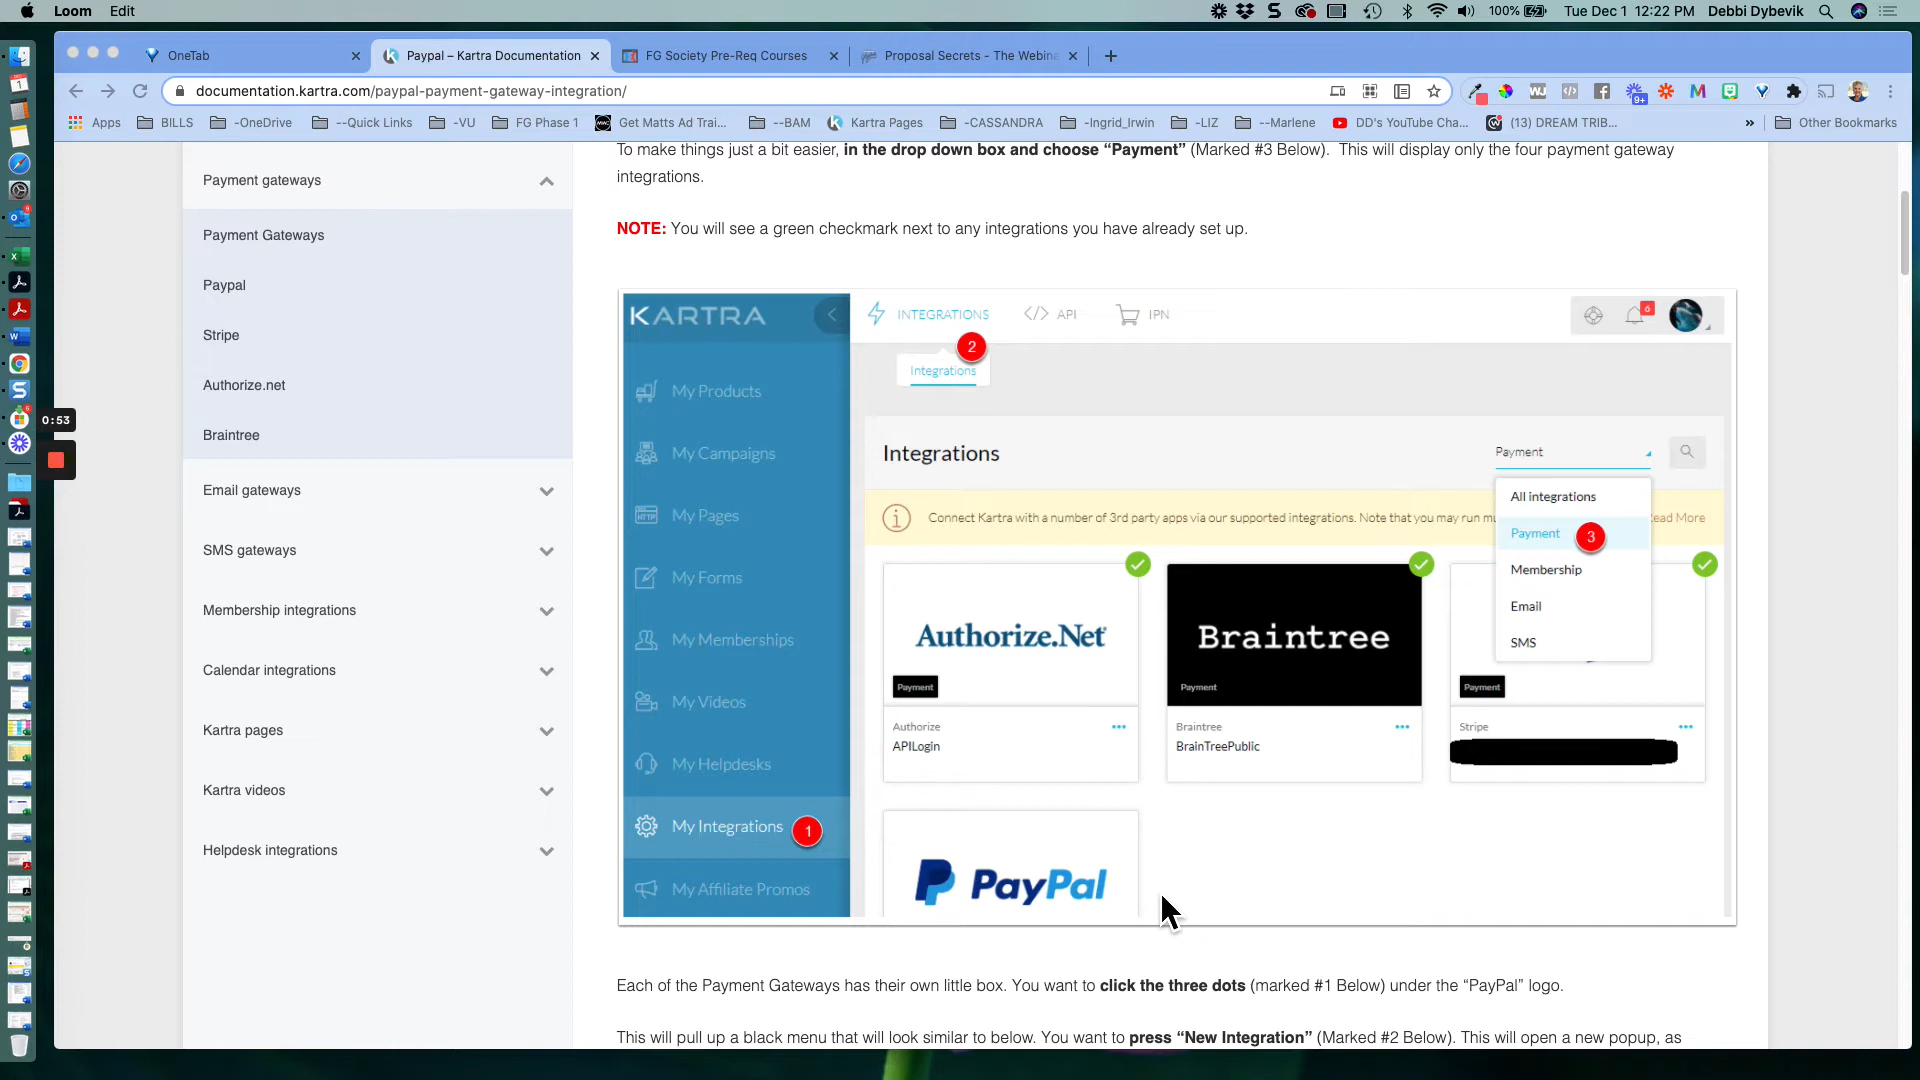 Loom Edit
100% Tue Dec 1 12:22 PM Debbi Dybevik
OneTab
Paypal – Kartra Documentation
FG Society Pre-Req Courses
Proposal Secrets - The Webina
documentation.kartra.com/paypal-payment-gateway-integration/
Apps BILLS -OneDrive --Quick Links -VU FG Phase 1 Get Matts Ad Trai... --BAM Kartra Pages -CASSANDRA -Ingrid_Irwin -LIZ --Marlene DD's YouTube Cha... (13) DREAM TRIB... » Other Bookmarks
0:53
Payment gateways
Payment Gateways
Paypal
Stripe
Authorize.net
Braintree
Email gateways
SMS gateways
Membership integrations
Calendar integrations
Kartra pages
Kartra videos
Helpdesk integrations
To make things just a bit easier, in the drop down box and choose “Payment” (Marked #3 Below). This will display only the four payment gateway
integrations.
NOTE: You will see a green checkmark next to any integrations you have already set up.
KARTRA
INTEGRATIONS API IPN
6
2
Integrations
My Products
My Campaigns
My Pages
My Forms
My Memberships
My Videos
My Helpdesks
My Integrations 1
My Affiliate Promos
Integrations
Payment
All integrations
Payment 3
Membership
Email
SMS
Connect Kartra with a number of 3rd party apps via our supported integrations. Note that you may run mu
ead More
Authorize.Net
Payment
Authorize
APILogin
Braintree
Payment
Braintree
BrainTreePublic
Payment
Stripe
PayPal
Each of the Payment Gateways has their own little box. You want to click the three dots (marked #1 Below) under the “PayPal” logo.
This will pull up a black menu that will look similar to below. You want to press “New Integration” (Marked #2 Below). This will open a new popup, as